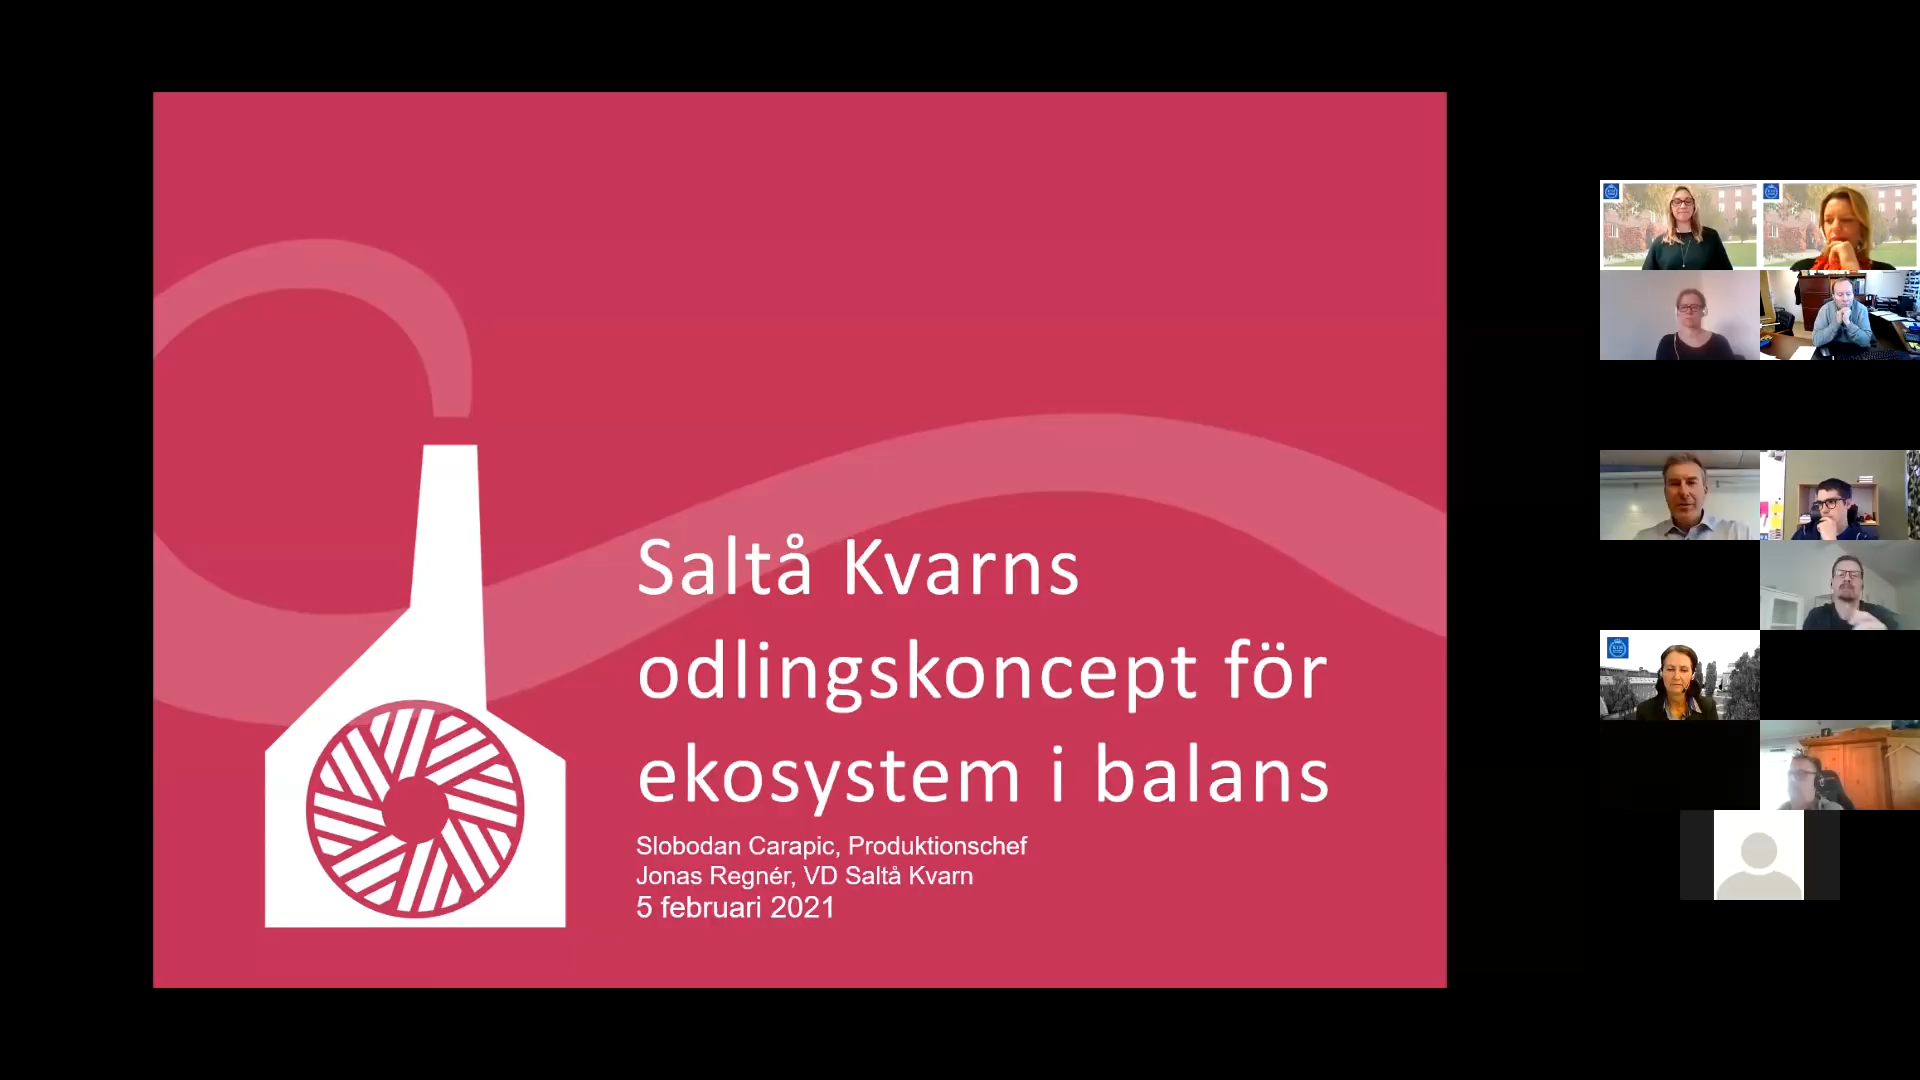 Saltå Kvarns
odlingskoncept för
ekosystem i balans
Slobodan Carapic, Produktionschef
Jonas Regnér, VD Saltå Kvarn
5 februari 2021